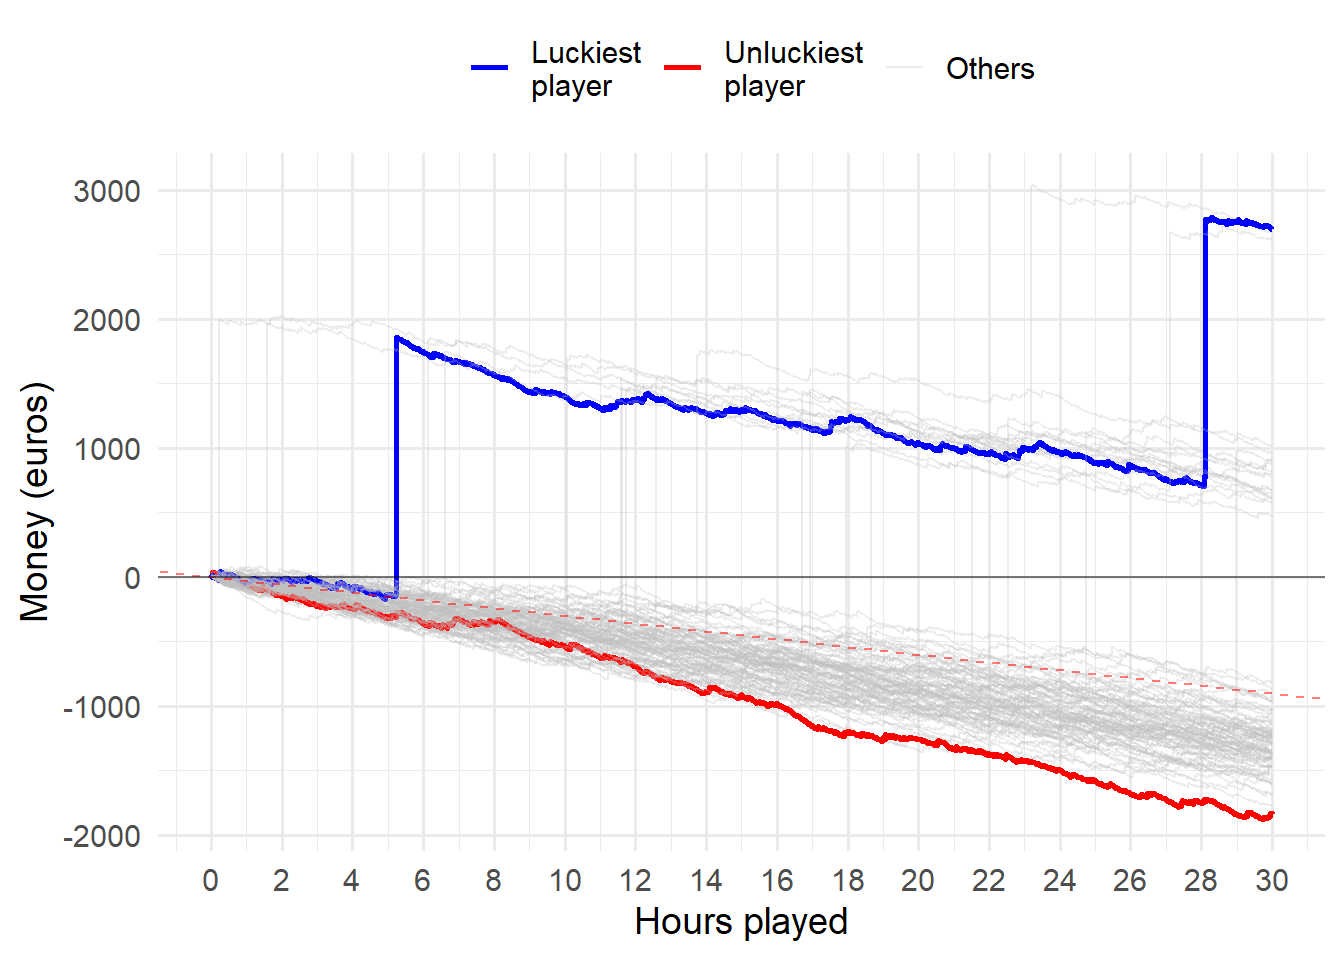 Luckiest player
Unluckiest player
Others
3000
2000
1000
0
-1000
-2000
Money (euros)
0 2 4 6 8 10 12 14 16 18 20 22 24 26 28 30
Hours played